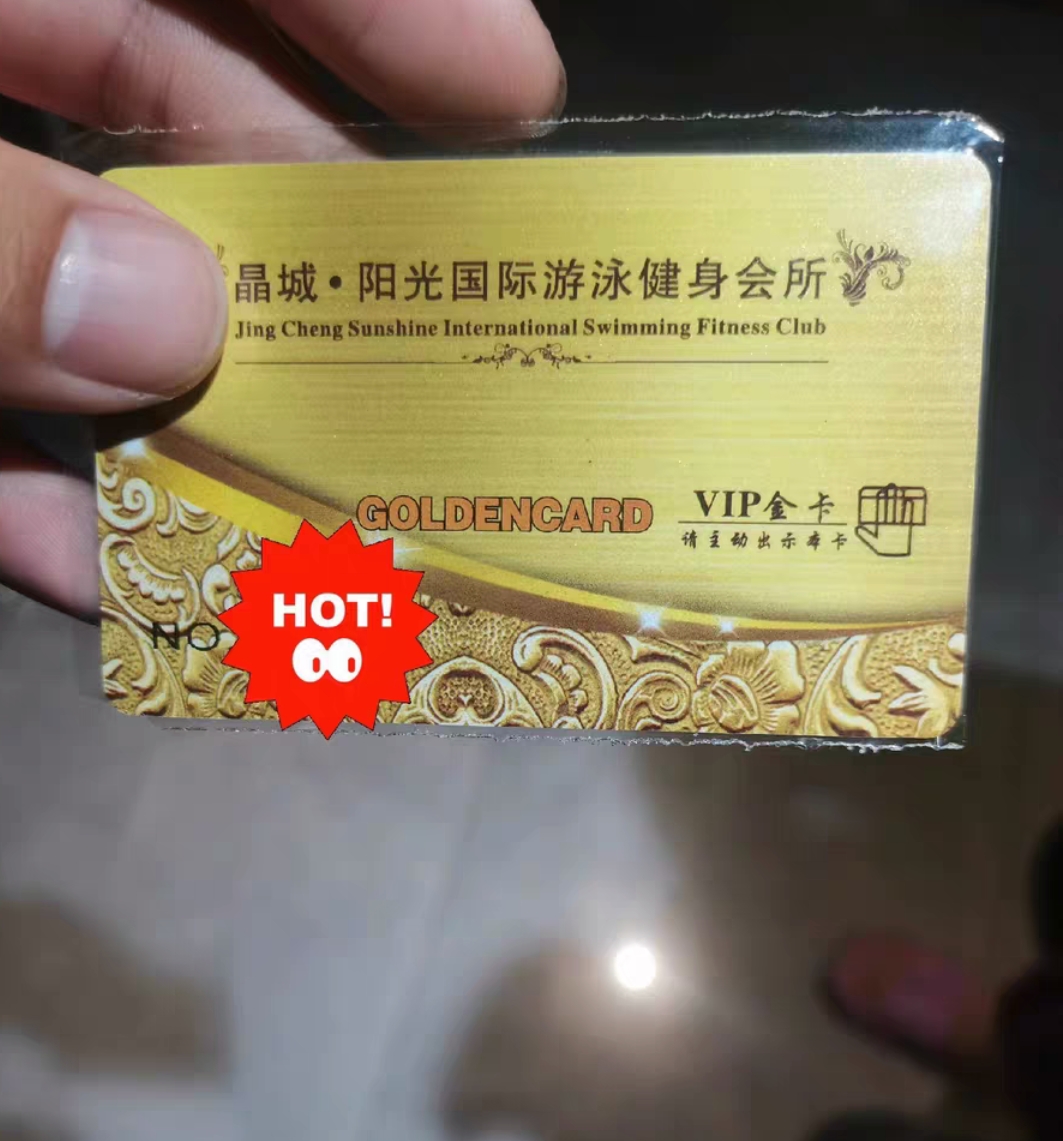 晶城•阳光国际游泳健身会所
Jing Cheng Sunshine International Swimming Fitness Club
GOLDENCARD
VIP金卡
请主动出示本卡
NO
HOT!